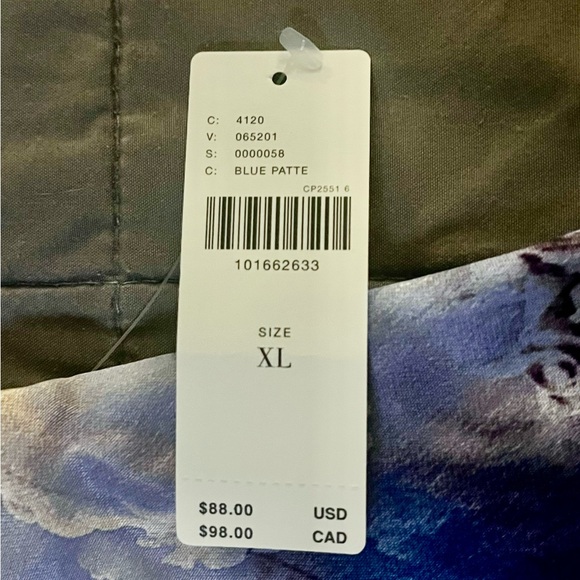 C: 4120
V: 065201
S: 0000058
C: BLUE PATTE
CP2551 6
101662633
SIZE
XL
$88.00 USD
$98.00 CAD